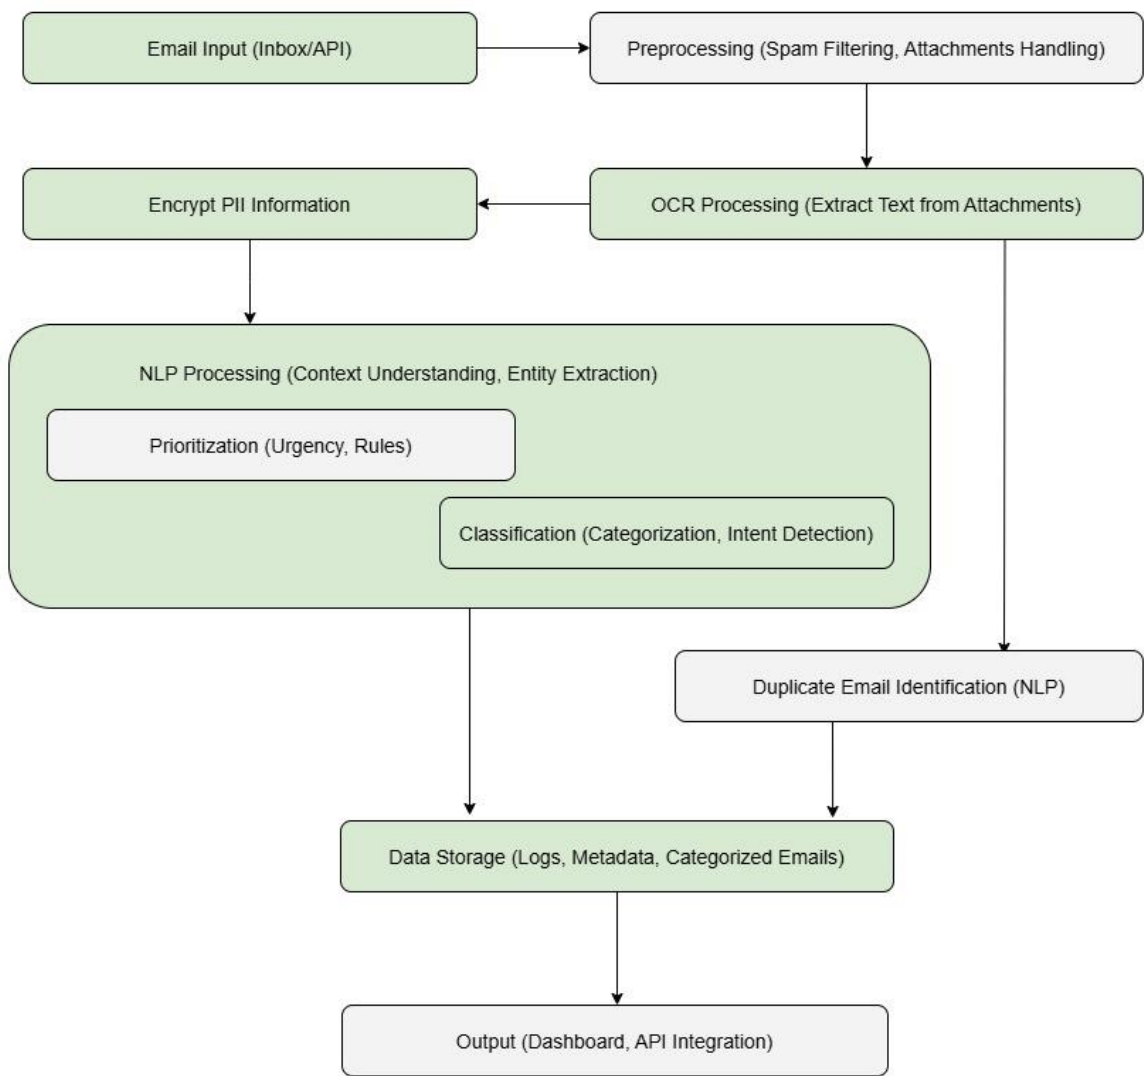 Email Input (Inbox/API)
Preprocessing (Spam Filtering, Attachments Handling)
Encrypt PII Information
OCR Processing (Extract Text from Attachments)
NLP Processing (Context Understanding, Entity Extraction)
Prioritization (Urgency, Rules)
Classification (Categorization, Intent Detection)
Duplicate Email Identification (NLP)
Data Storage (Logs, Metadata, Categorized Emails)
Output (Dashboard, API Integration)